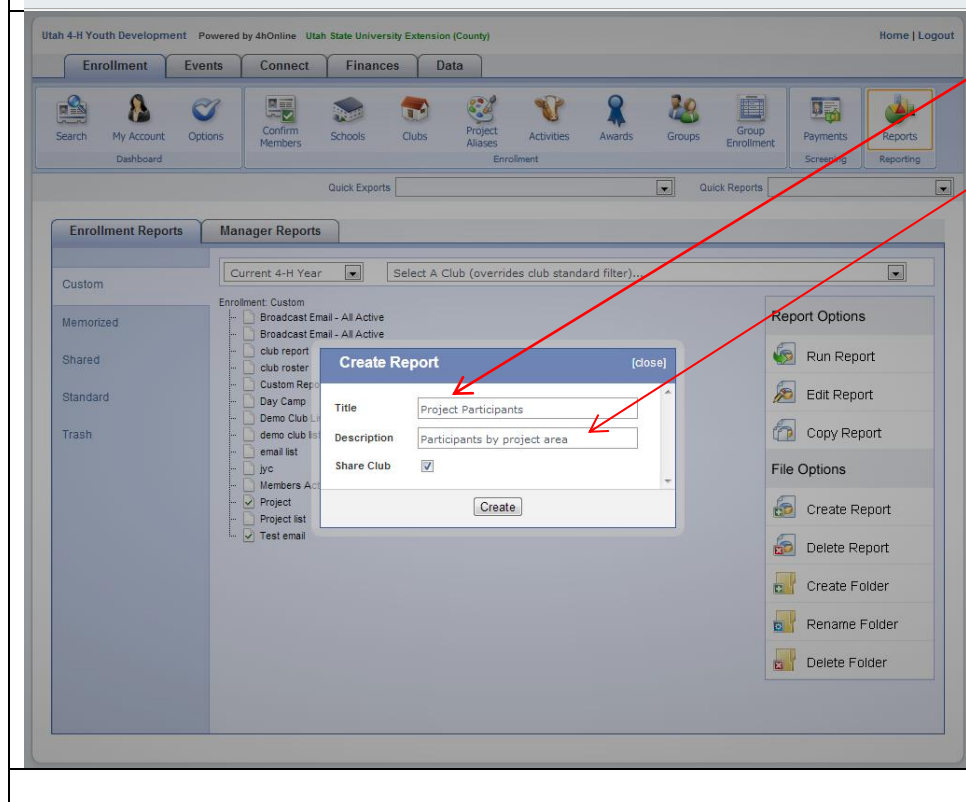 Utah 4-H Youth Development Powered by 4hOnline Utah State University Extension (County) Home | Logout
Enrollment Events Connect Finances Data
Search My Account Options Confirm Members Schools Clubs Project Aliases Activities Awards Groups Group Enrollment Payments Reports
Dashboard Enrollment Screening Reporting
Quick Exports Quick Reports
Enrollment Reports Manager Reports
Current 4-H Year Select A Club (overrides club standard filter)...
Custom
Memorized
Shared
Standard
Trash
Enrollment: Custom
Broadcast Email - All Active
Broadcast Email - All Active
club report
club roster
Custom Repo
Day Camp
Demo Club Li
demo club list
email list
jyc
Members Act
Project
Project list
Test email
Create Report [close]
Title Project Participants
Description Participants by project area
Share Club
Create
Report Options
Run Report
Edit Report
Copy Report
File Options
Create Report
Delete Report
Create Folder
Rename Folder
Delete Folder